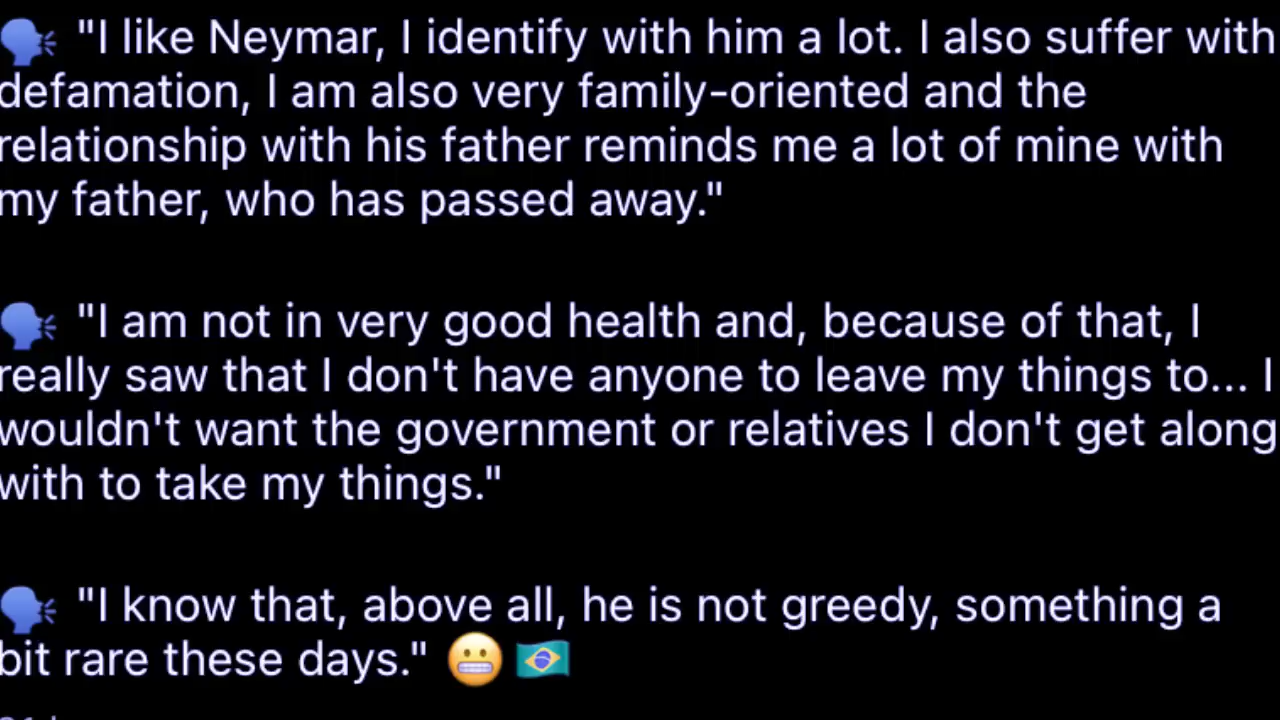 🗣️ "I like Neymar, I identify with him a lot. I also suffer with
defamation, I am also very family-oriented and the
relationship with his father reminds me a lot of mine with
my father, who has passed away."
🗣️ "I am not in very good health and, because of that, I
really saw that I don't have anyone to leave my things to... I
wouldn't want the government or relatives I don't get along
with to take my things."
🗣️ "I know that, above all, he is not greedy, something a
bit rare these days." 😬 🇧🇷